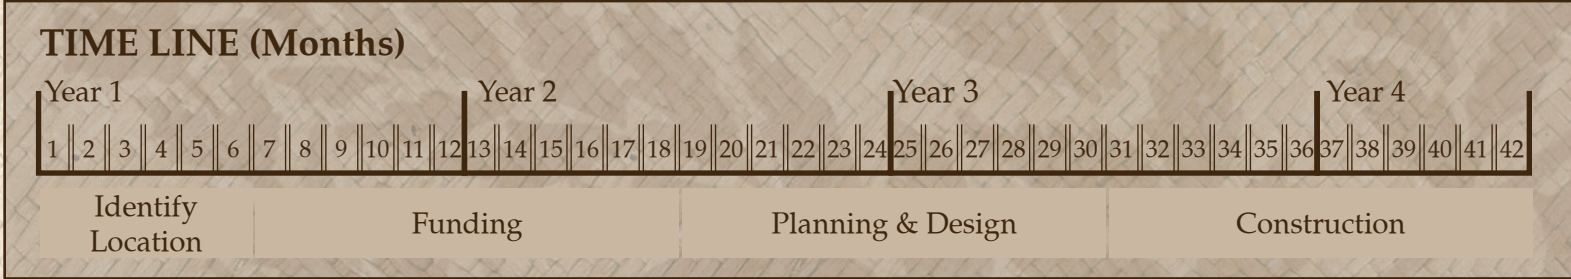 TIME LINE (Months)
Year 1 Year 2 Year 3 Year 4
1 2 3 4 5 6 7 8 9 10 11 12 13 14 15 16 17 18 19 20 21 22 23 24 25 26 27 28 29 30 31 32 33 34 35 36 37 38 39 40 41 42
Identify
Location
Funding
Planning & Design
Construction